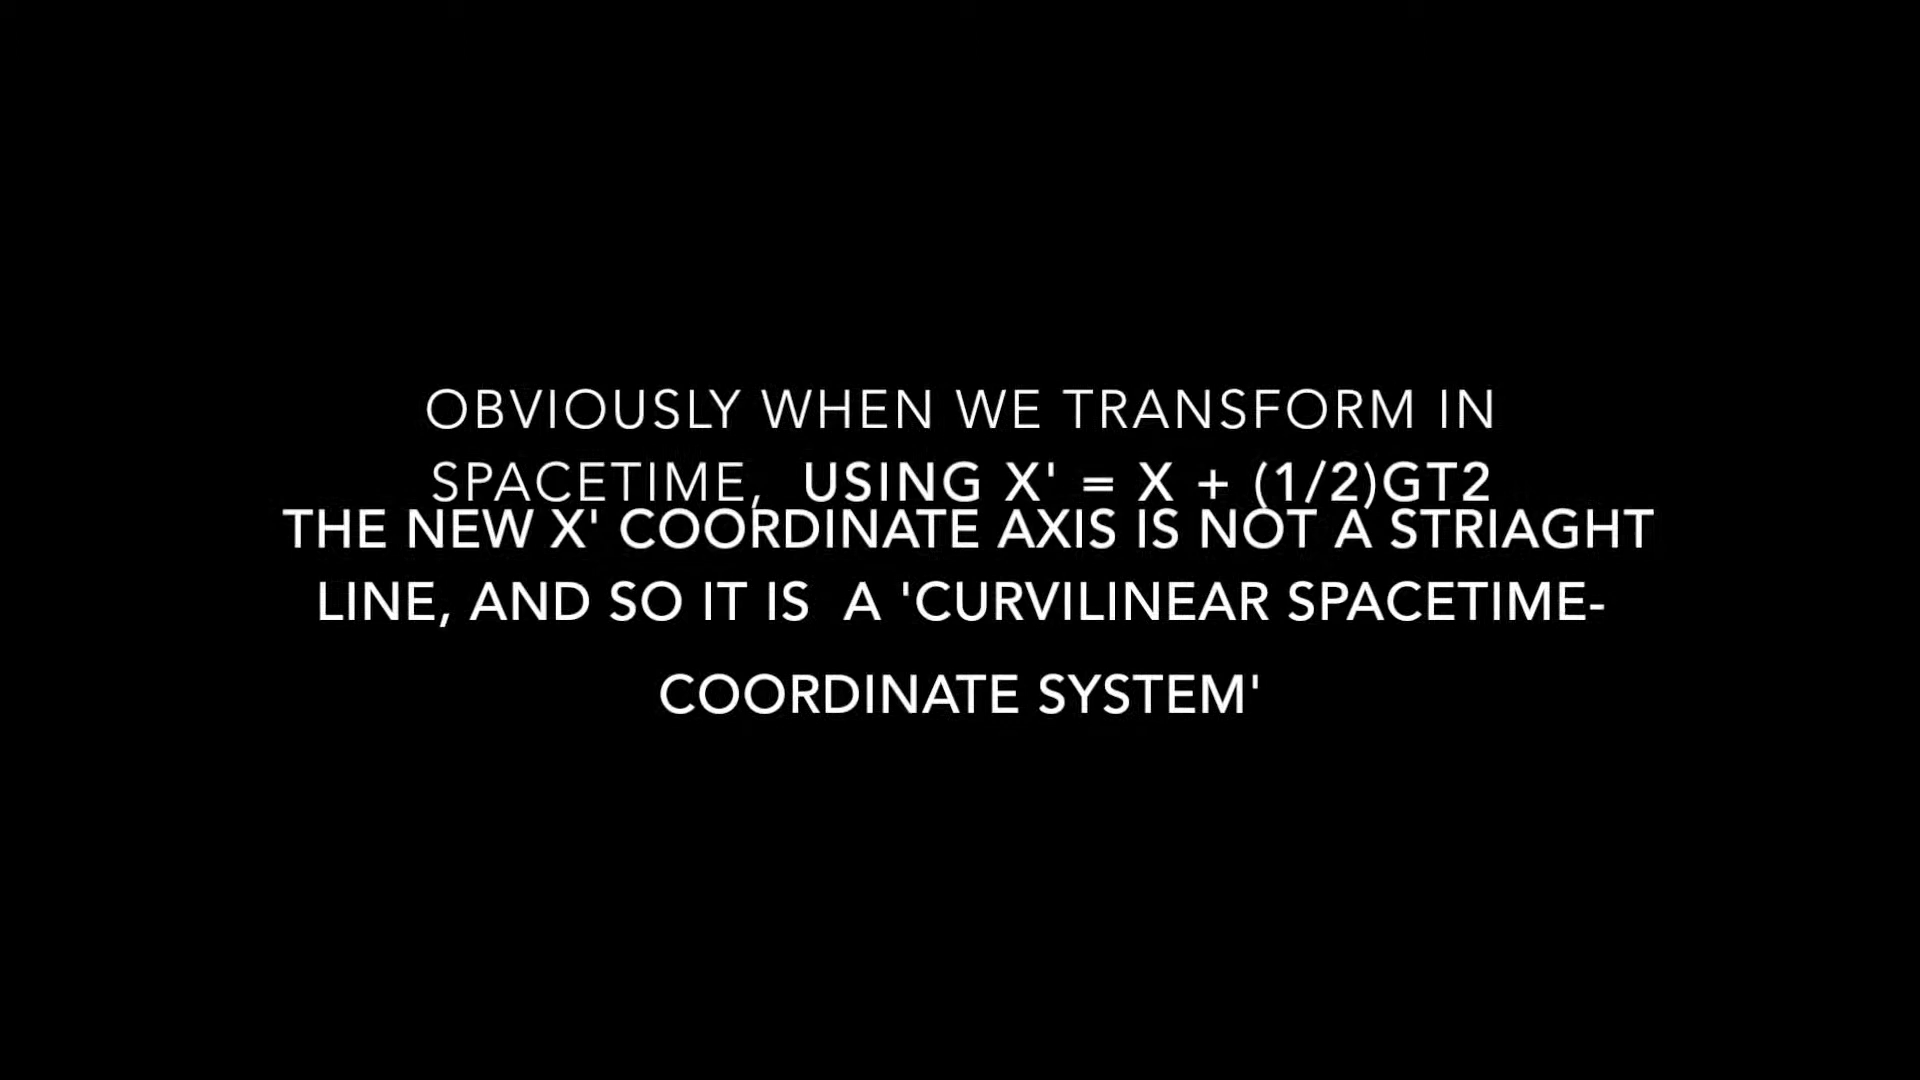 OBVIOUSLY WHEN WE TRANSFORM IN
SPACETIME, USING X' = X + (1/2)GT2
THE NEW X' COORDINATE AXIS IS NOT A STRIAGHT
LINE, AND SO IT IS A 'CURVILINEAR SPACETIME-
COORDINATE SYSTEM'